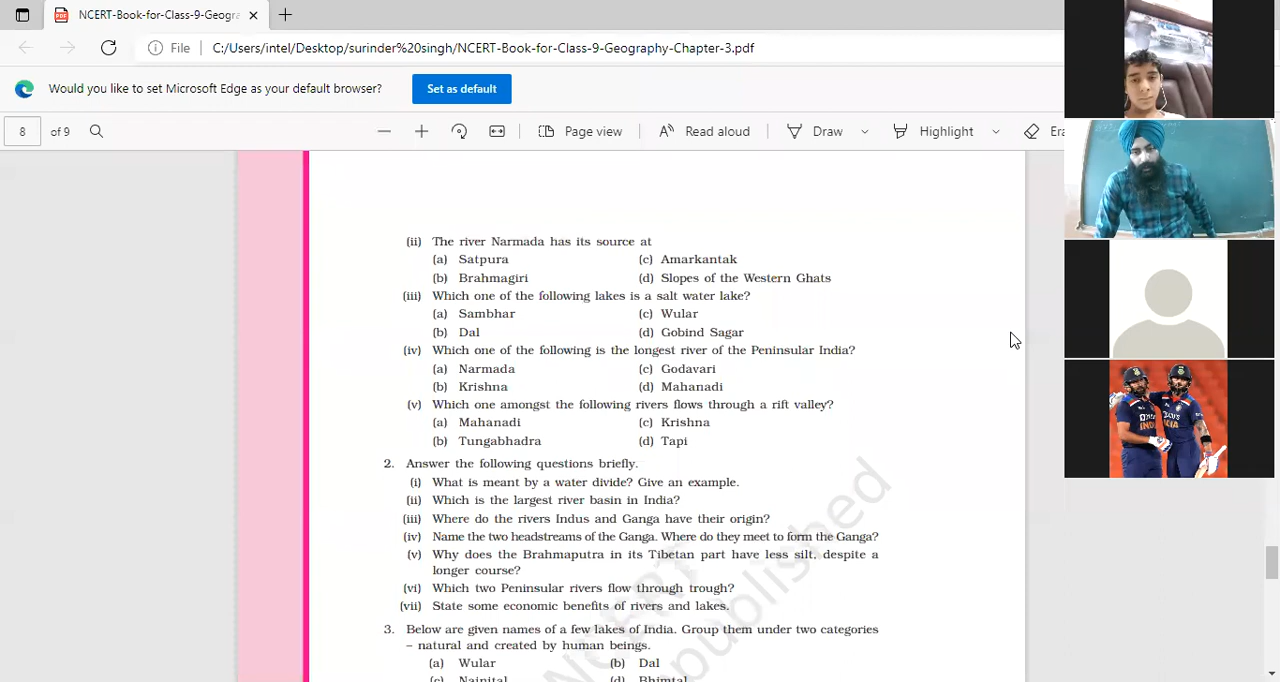 NCERT-Book-for-Class-9-Geogra
File C:/Users/intel/Desktop/surinder%20singh/NCERT-Book-for-Class-9-Geography-Chapter-3.pdf
Would you like to set Microsoft Edge as your default browser? Set as default
8 of 9 Page view Read aloud Draw Highlight Era
(ii) The river Narmada has its source at
(a) Satpura (c) Amarkantak
(b) Brahmagiri (d) Slopes of the Western Ghats
(iii) Which one of the following lakes is a salt water lake?
(a) Sambhar (c) Wular
(b) Dal (d) Gobind Sagar
(iv) Which one of the following is the longest river of the Peninsular India?
(a) Narmada (c) Godavari
(b) Krishna (d) Mahanadi
(v) Which one amongst the following rivers flows through a rift valley?
(a) Mahanadi (c) Krishna
(b) Tungabhadra (d) Tapi
2. Answer the following questions briefly.
(i) What is meant by a water divide? Give an example.
(ii) Which is the largest river basin in India?
(iii) Where do the rivers Indus and Ganga have their origin?
(iv) Name the two headstreams of the Ganga. Where do they meet to form the Ganga?
(v) Why does the Brahmaputra in its Tibetan part have less silt, despite a
longer course?
(vi) Which two Peninsular rivers flow through trough?
(vii) State some economic benefits of rivers and lakes.
3. Below are given names of a few lakes of India. Group them under two categories
– natural and created by human beings.
(a) Wular (b) Dal
(c) Nainital (d) Bhimtal
NCERT
published